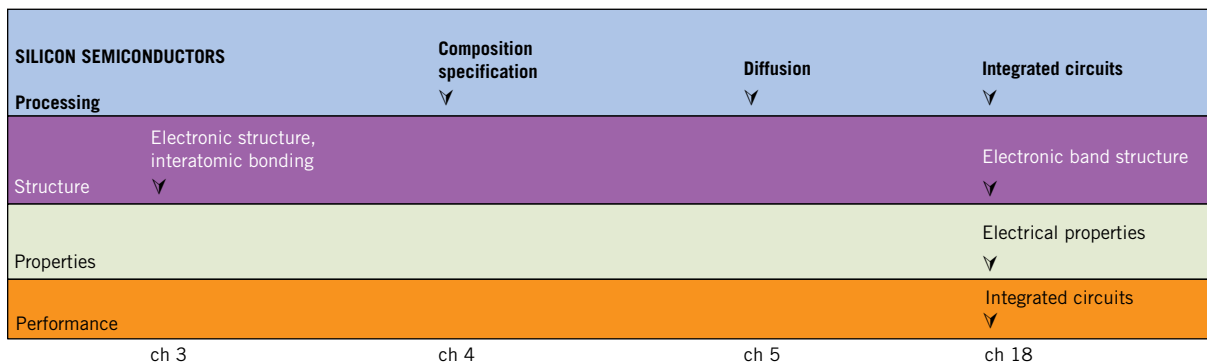 SILICON SEMICONDUCTORS
Composition
specification
Diffusion
Integrated circuits
Processing
Electronic structure,
interatomic bonding
Electronic band structure
Structure
Electrical properties
Properties
Integrated circuits
Performance
ch 3
ch 4
ch 5
ch 18